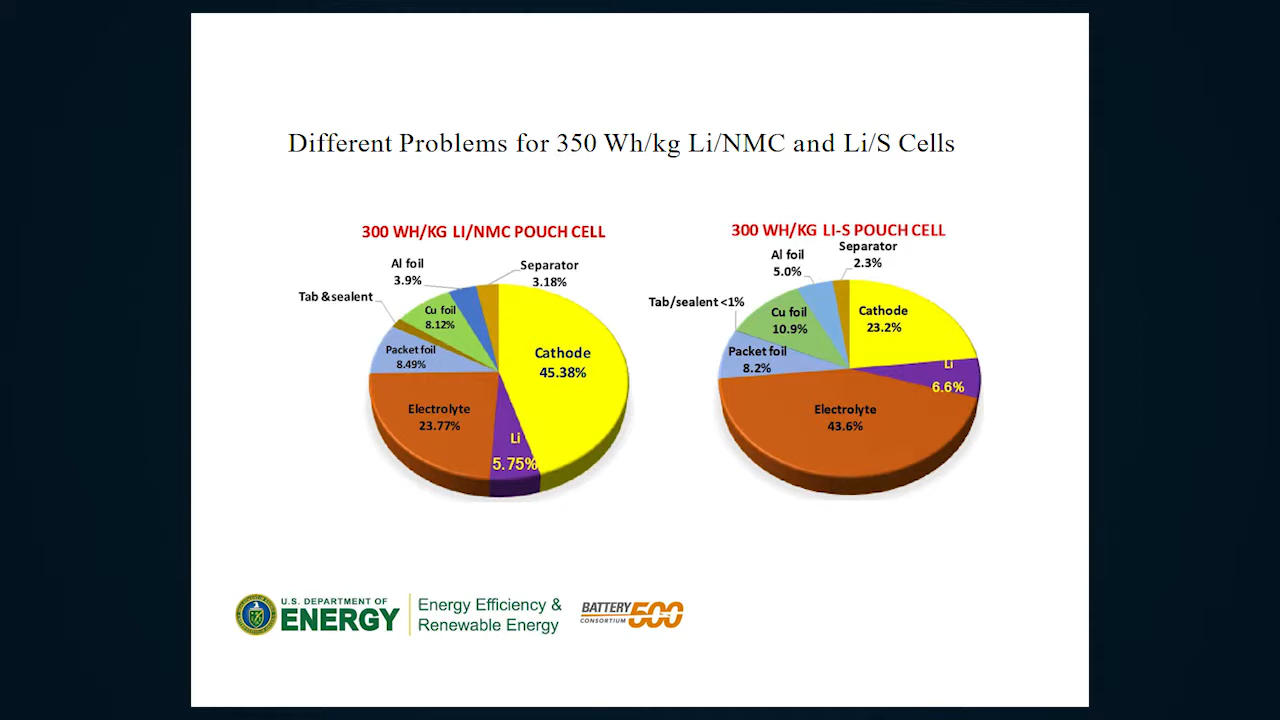 Different Problems for 350 Wh/kg Li/NMC and Li/S Cells
300 WH/KG LI/NMC POUCH CELL
Al foil
3.9%
Separator
3.18%
Tab & sealent
Cu foil
8.12%
Packet foil
8.49%
Cathode
45.38%
Electrolyte
23.77%
Li
5.75%
300 WH/KG LI-S POUCH CELL
Separator
2.3%
Al foil
5.0%
Tab/sealent <1%
Cu foil
10.9%
Cathode
23.2%
Packet foil
8.2%
Li
6.6%
Electrolyte
43.6%
U.S. DEPARTMENT OF
ENERGY
Energy Efficiency &
Renewable Energy
BATTERY
CONSORTIUM
500